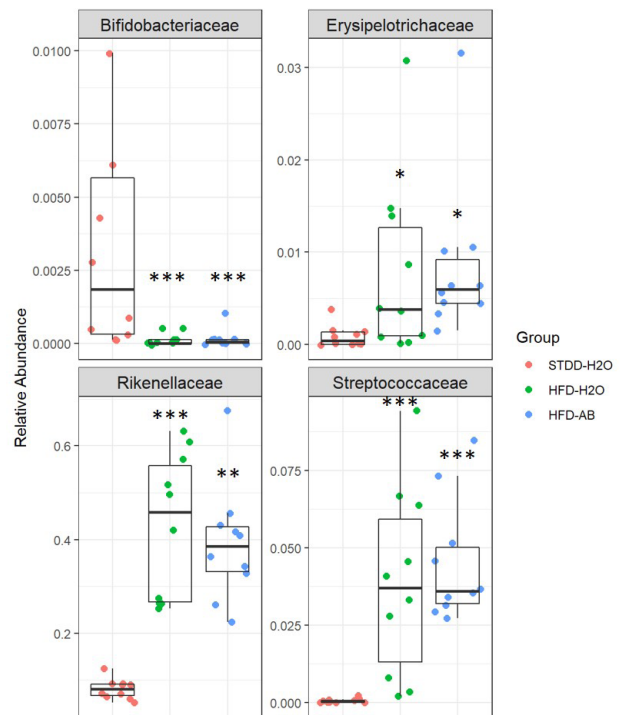 Bifidobacteriaceae
Erysipelotrichaceae
0.0100
0.0075
0.0050
0.0025
0.0000
*** ***
0.03
0.02
0.01
0.00
*
*
Relative Abundance
Rikenellaceae
Streptococcaceae
0.6
0.4
0.2
***
**
0.075
0.050
0.025
0.000
***
***
Group
STDD-H2O
HFD-H2O
HFD-AB